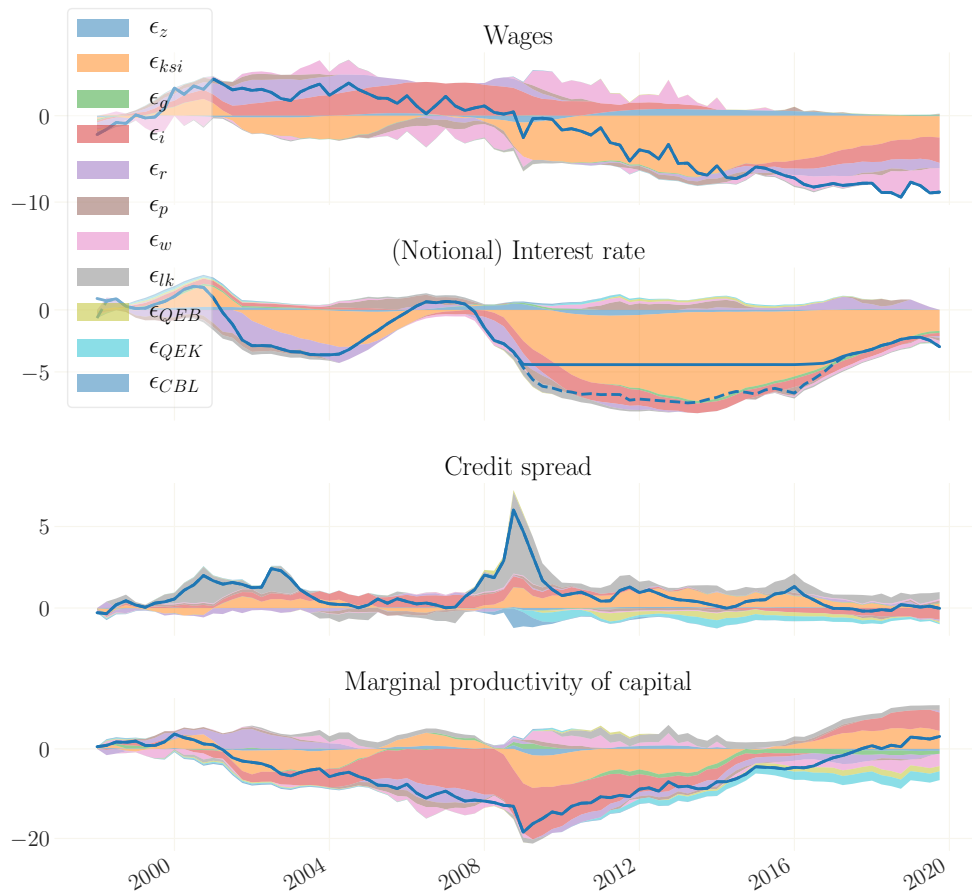 Wages
ϵ_z
ϵ_ksi
ϵ_g
ϵ_i
ϵ_r
ϵ_p
ϵ_w
ϵ_lk
ϵ_QEB
ϵ_QEK
ϵ_CBL
0
−10
(Notional) Interest rate
0
−5
Credit spread
5
0
Marginal productivity of capital
0
−20
2000 2004 2008 2012 2016 2020